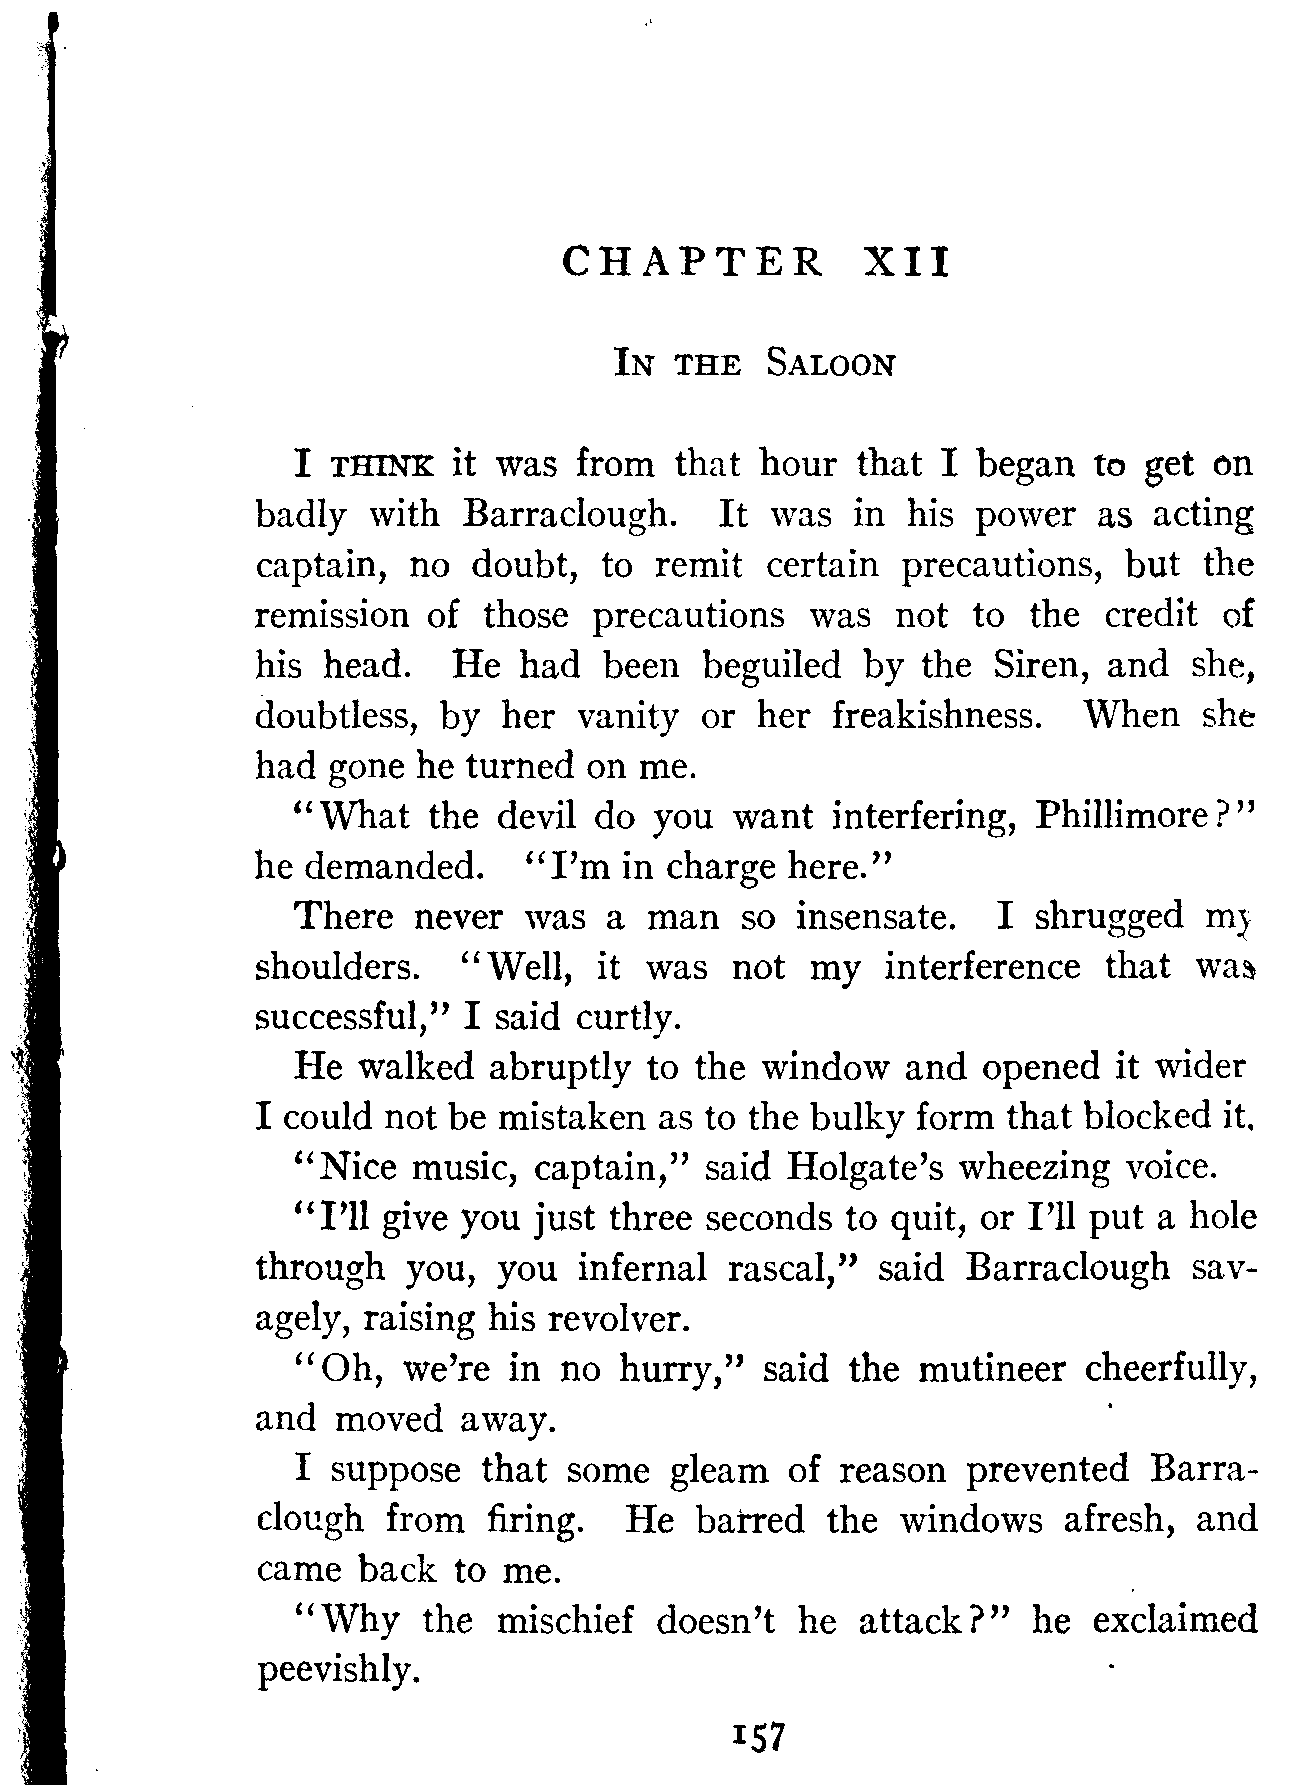 CHAPTER XII
In the Saloon
I think it was from that hour that I began to get on
badly with Barraclough. It was in his power as acting
captain, no doubt, to remit certain precautions, but the
remission of those precautions was not to the credit of
his head. He had been beguiled by the Siren, and she,
doubtless, by her vanity or her freakishness. When she
had gone he turned on me.
"What the devil do you want interfering, Phillimore?"
he demanded. "I'm in charge here."
There never was a man so insensate. I shrugged my
shoulders. "Well, it was not my interference that was
successful," I said curtly.
He walked abruptly to the window and opened it wider
I could not be mistaken as to the bulky form that blocked it.
"Nice music, captain," said Holgate's wheezing voice.
"I'll give you just three seconds to quit, or I'll put a hole
through you, you infernal rascal," said Barraclough sav-
agely, raising his revolver.
"Oh, we're in no hurry," said the mutineer cheerfully,
and moved away.
I suppose that some gleam of reason prevented Barra-
clough from firing. He barred the windows afresh, and
came back to me.
"Why the mischief doesn't he attack?" he exclaimed
peevishly.
157